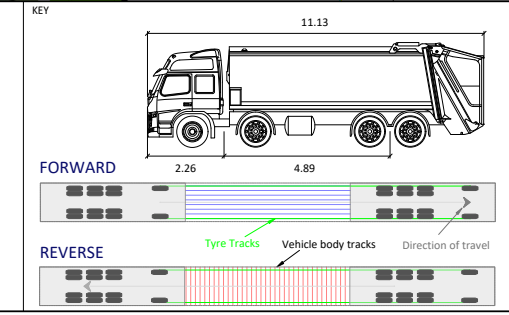 KEY
11.13
2.26
4.89
FORWARD
Tyre Tracks
Vehicle body tracks
Direction of travel
REVERSE